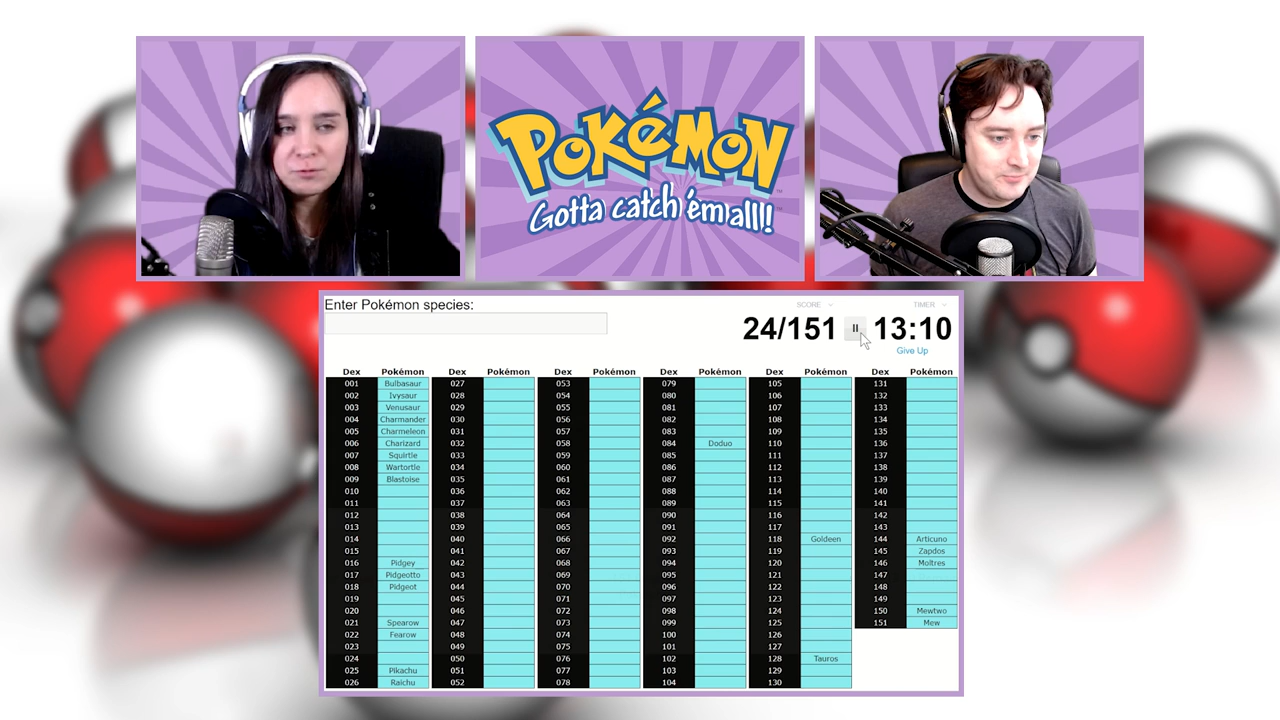 POKéMON
Gotta catch 'em all!
Enter Pokémon species:
SCORE
TIMER
24/151
13:10
Give Up
Dex Pokémon Dex Pokémon Dex Pokémon Dex Pokémon Dex Pokémon Dex Pokémon
001 Bulbasaur 027 053 079 105 131
002 Ivysaur 028 054 080 106 132
003 Venusaur 029 055 081 107 133
004 Charmander 030 056 082 108 134
005 Charmeleon 031 057 083 109 135
006 Charizard 032 058 084 Doduo 110 136
007 Squirtle 033 059 085 111 137
008 Wartortle 034 060 086 112 138
009 Blastoise 035 061 087 113 139
010 036 062 088 114 140
011 037 063 089 115 141
012 038 064 090 116 142
013 039 065 091 117 143
014 040 066 092 118 Goldeen 144 Articuno
015 041 067 093 119 145 Zapdos
016 Pidgey 042 068 094 120 146 Moltres
017 Pidgeotto 043 069 095 121 147
018 Pidgeot 044 070 096 122 148
019 045 071 097 123 149
020 046 072 098 124 150 Mewtwo
021 Spearow 047 073 099 125 151 Mew
022 Fearow 048 074 100 126
023 049 075 101 127
024 050 076 102 128 Tauros
025 Pikachu 051 077 103 129
026 Raichu 052 078 104 130